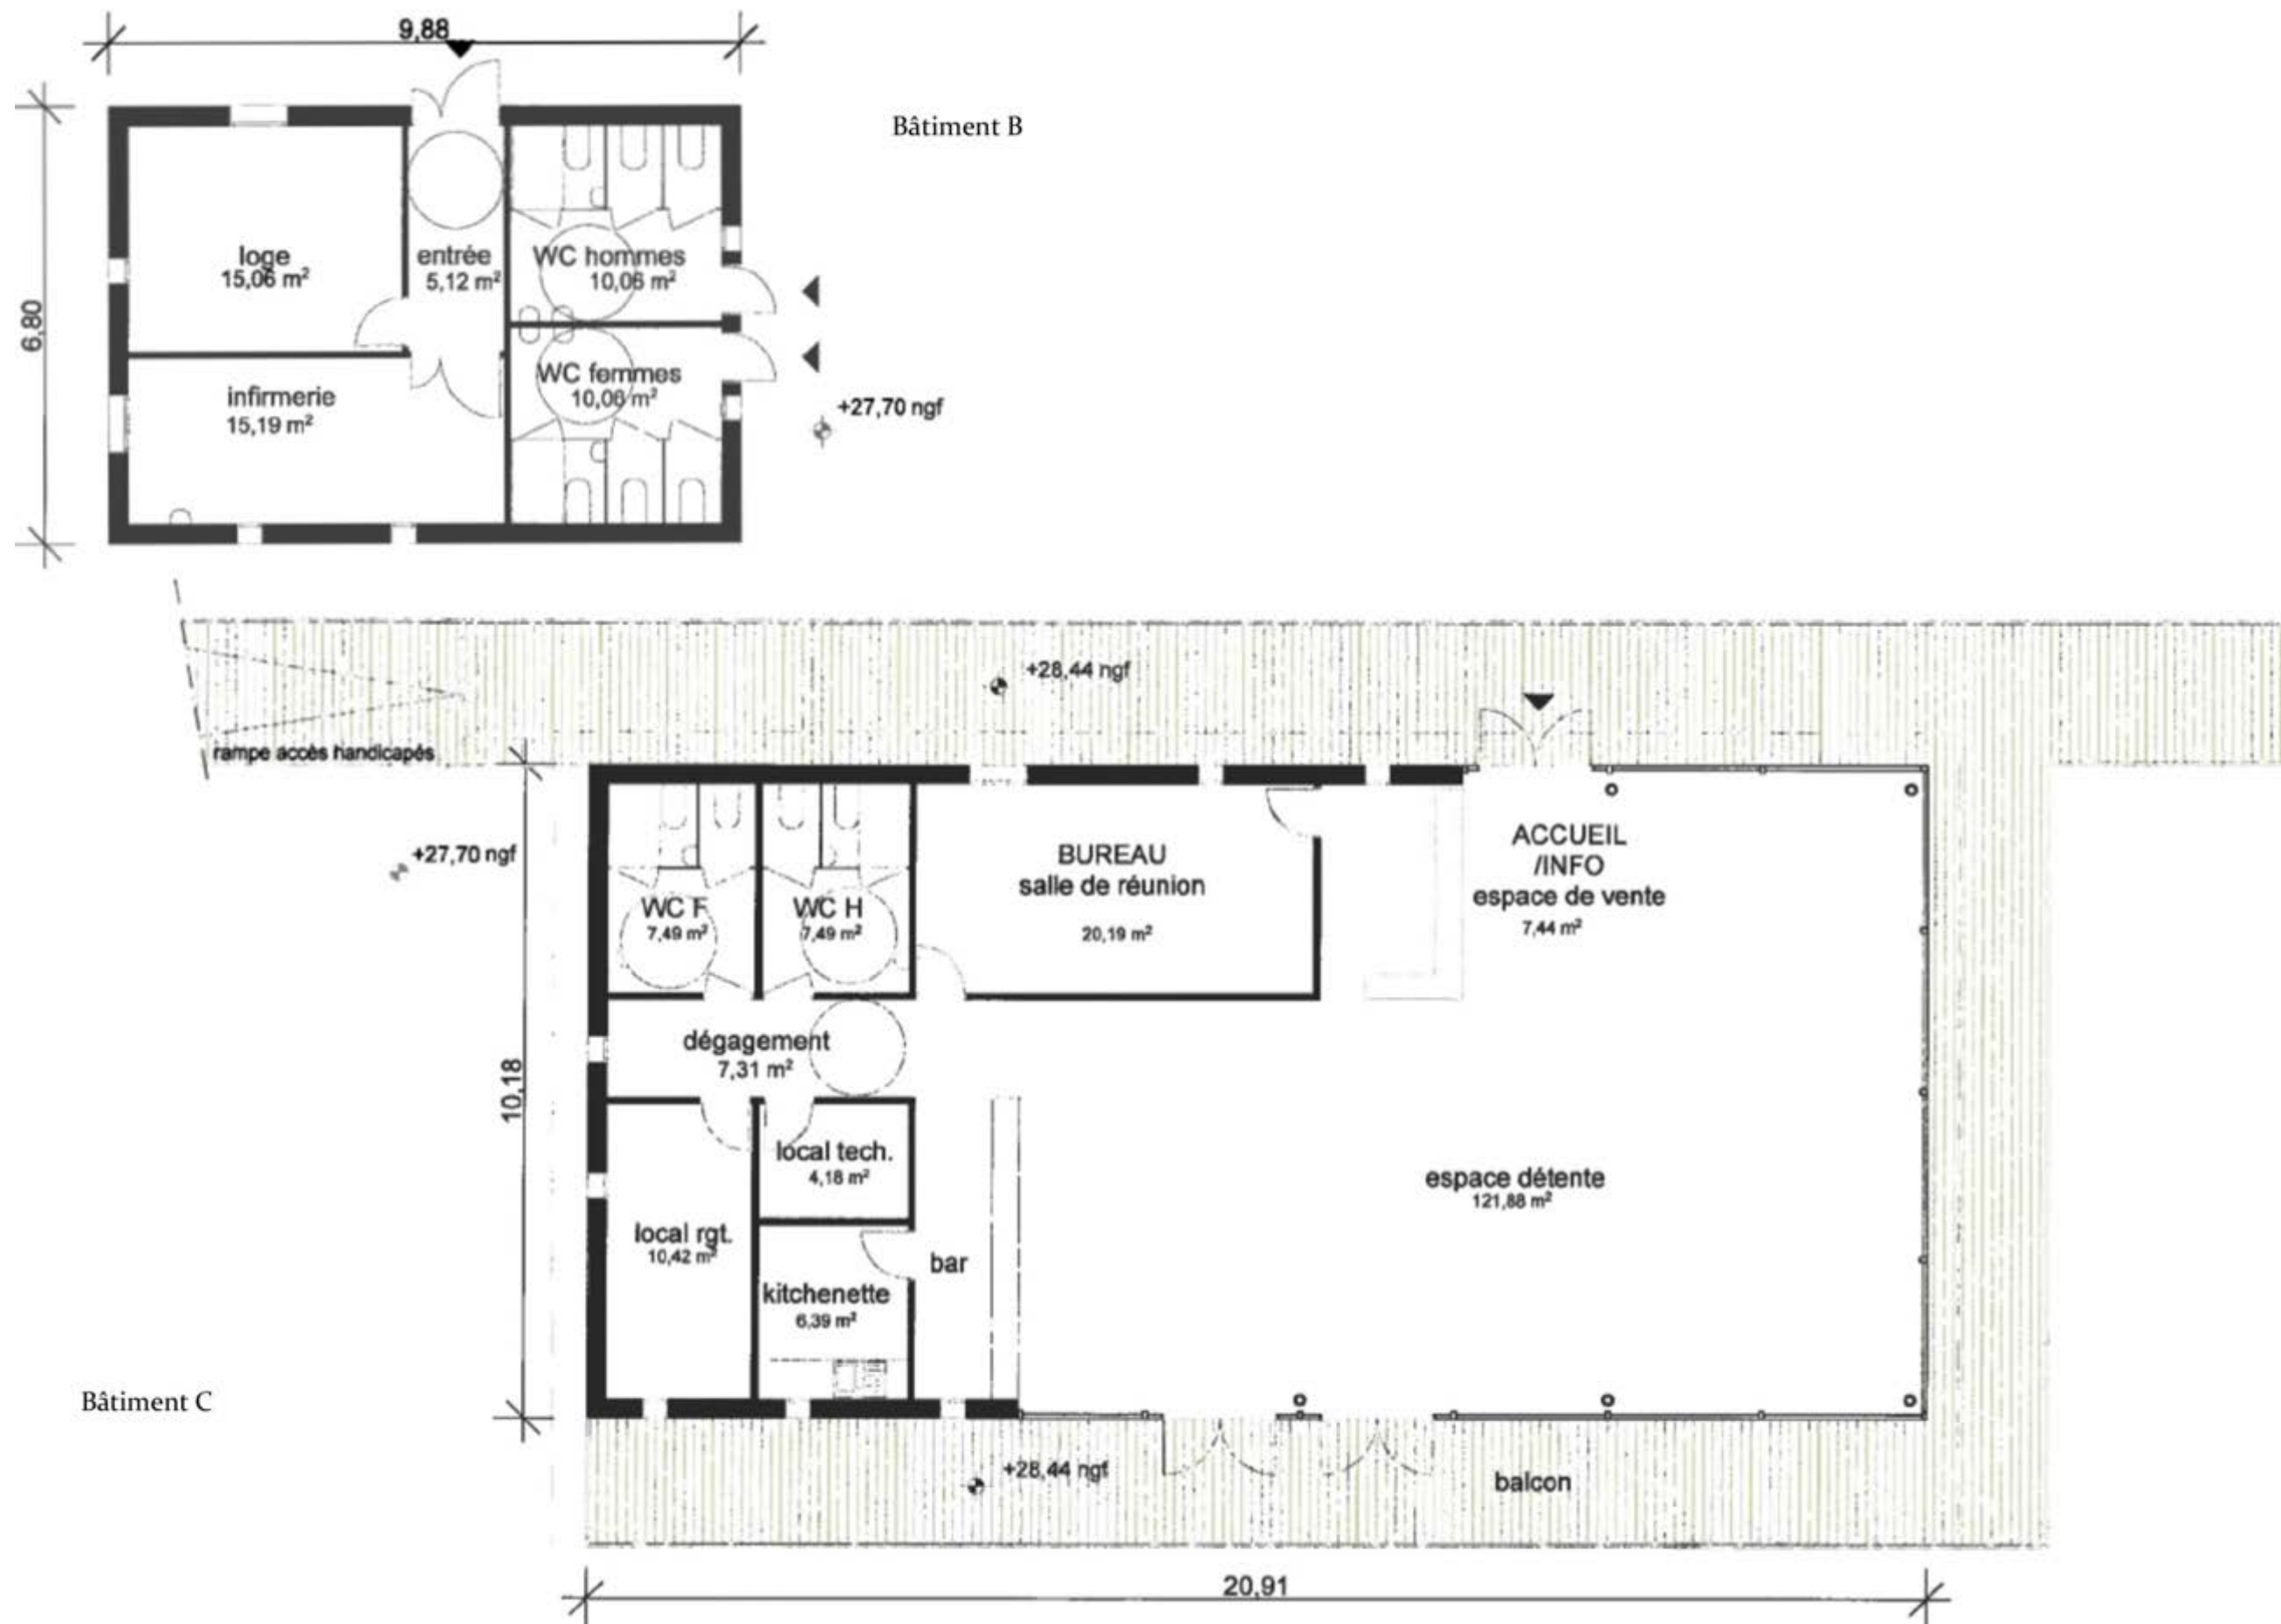 9,88
Bâtiment B
6,80
loge
15,06 m²
entrée
5,12 m²
WC hommes
10,06 m²
WC femmes
10,06 m²
infirmerie
15,19 m²
+27,70 ngf
+28,44 ngf
rampe accès handicapés
+27,70 ngf
WC F
7,49 m²
WC H
7,49 m²
BUREAU
salle de réunion
20,19 m²
ACCUEIL
/INFO
espace de vente
7,44 m²
dégagement
7,31 m²
10,18
local tech.
4,18 m²
local rgt.
10,42 m²
kitchenette
6,39 m²
bar
espace détente
121,88 m²
Bâtiment C
+28,44 ngf
balcon
20,91